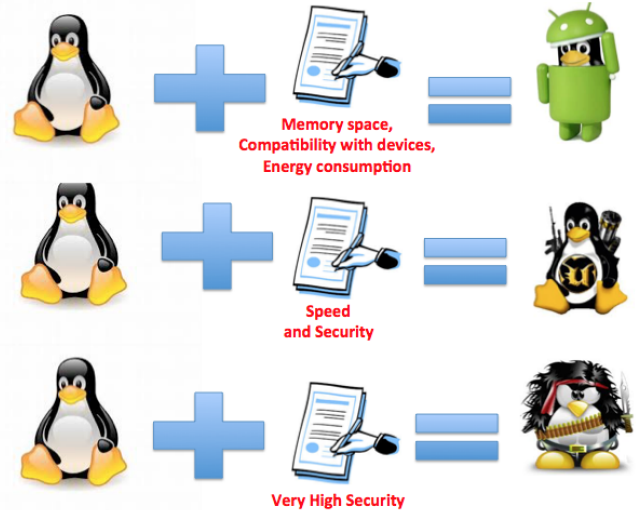 Memory space,
Compatibility with devices,
Energy consumption
Speed
and Security
Very High Security